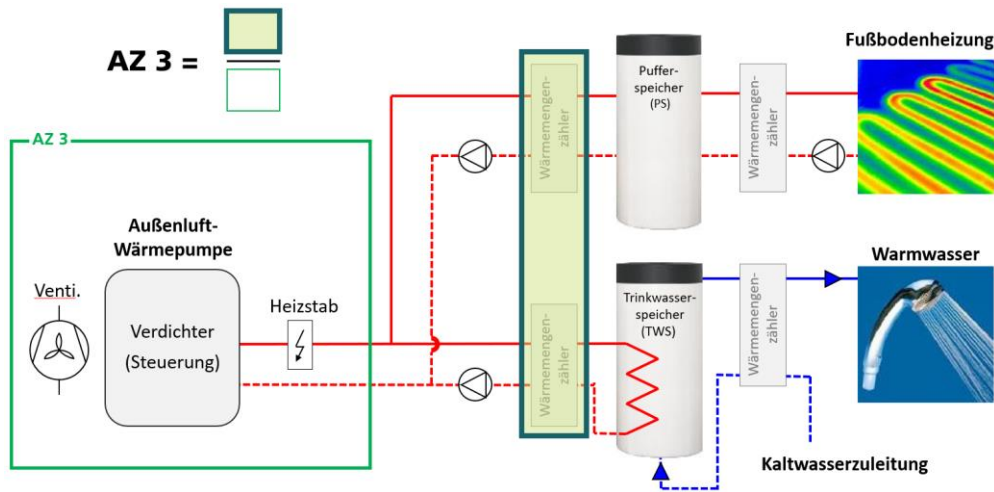 AZ 3 =
AZ 3
Außenluft-
Wärmepumpe
Venti.
Verdichter
(Steuerung)
Heizstab
Wärmemengen-
zähler
Wärmemengen-
zähler
Puffer-
speicher
(PS)
Wärmemengen-
zähler
Fußbodenheizung
Trinkwasser-
speicher
(TWS)
Wärmemengen-
zähler
Warmwasser
Kaltwasserzuleitung